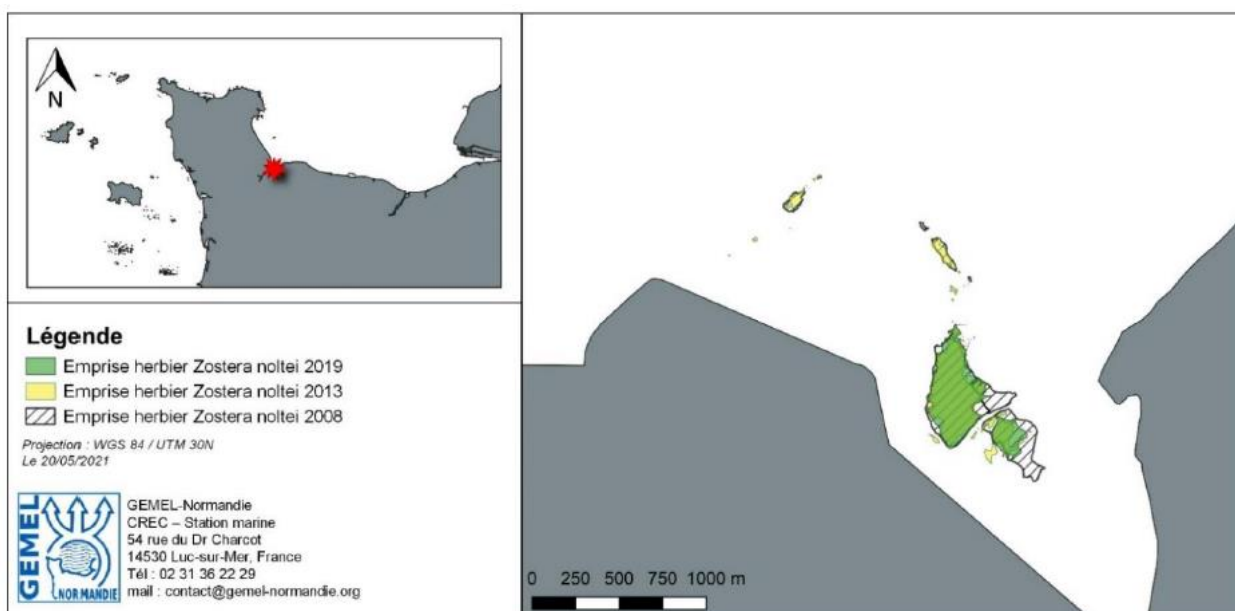 N
Légende
Emprise herbier Zostera noltei 2019
Emprise herbier Zostera noltei 2013
Emprise herbier Zostera noltei 2008
Projection : WGS 84 / UTM 30N
Le 20/05/2021
GEMEL
NORMANDIE
GEMEL-Normandie
CREC – Station marine
54 rue du Dr Charcot
14530 Luc-sur-Mer, France
Tél : 02 31 36 22 29
mail : contact@gemel-normandie.org
0 250 500 750 1000 m